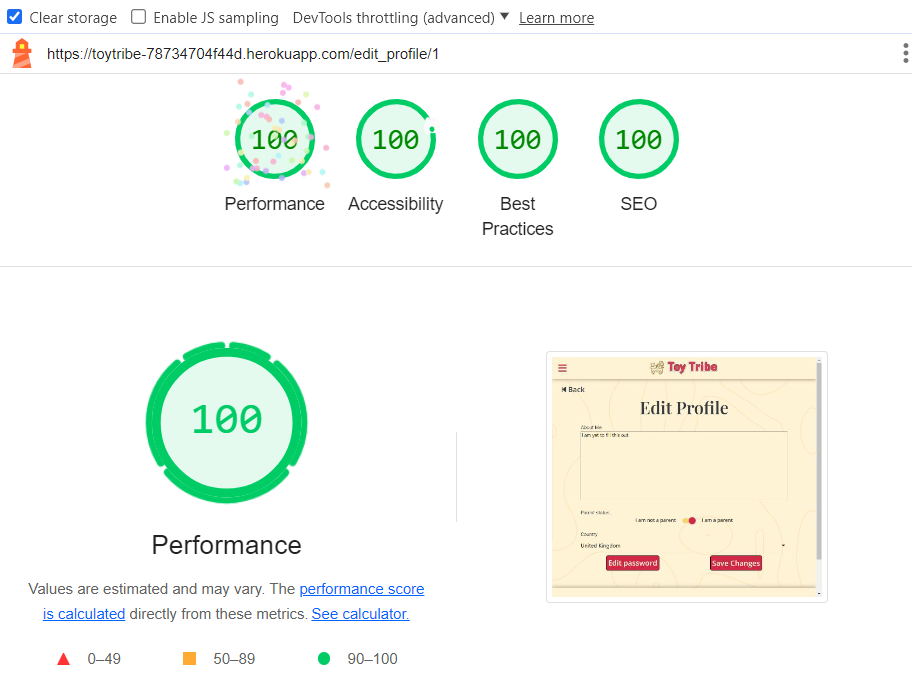 Clear storage Enable JS sampling DevTools throttling (advanced) Learn more
https://toytribe-78734704f44d.herokuapp.com/edit_profile/1
100 100 100 100
Performance Accessibility Best Practices SEO
100
Performance
Values are estimated and may vary. The performance score
is calculated directly from these metrics. See calculator.
0–49 50–89 90–100
Toy Tribe
Back
Edit Profile
About Me
I am yet to fill this out
Parent status
I am not a parent I am a parent
Country
United Kingdom
Edit password Save Changes